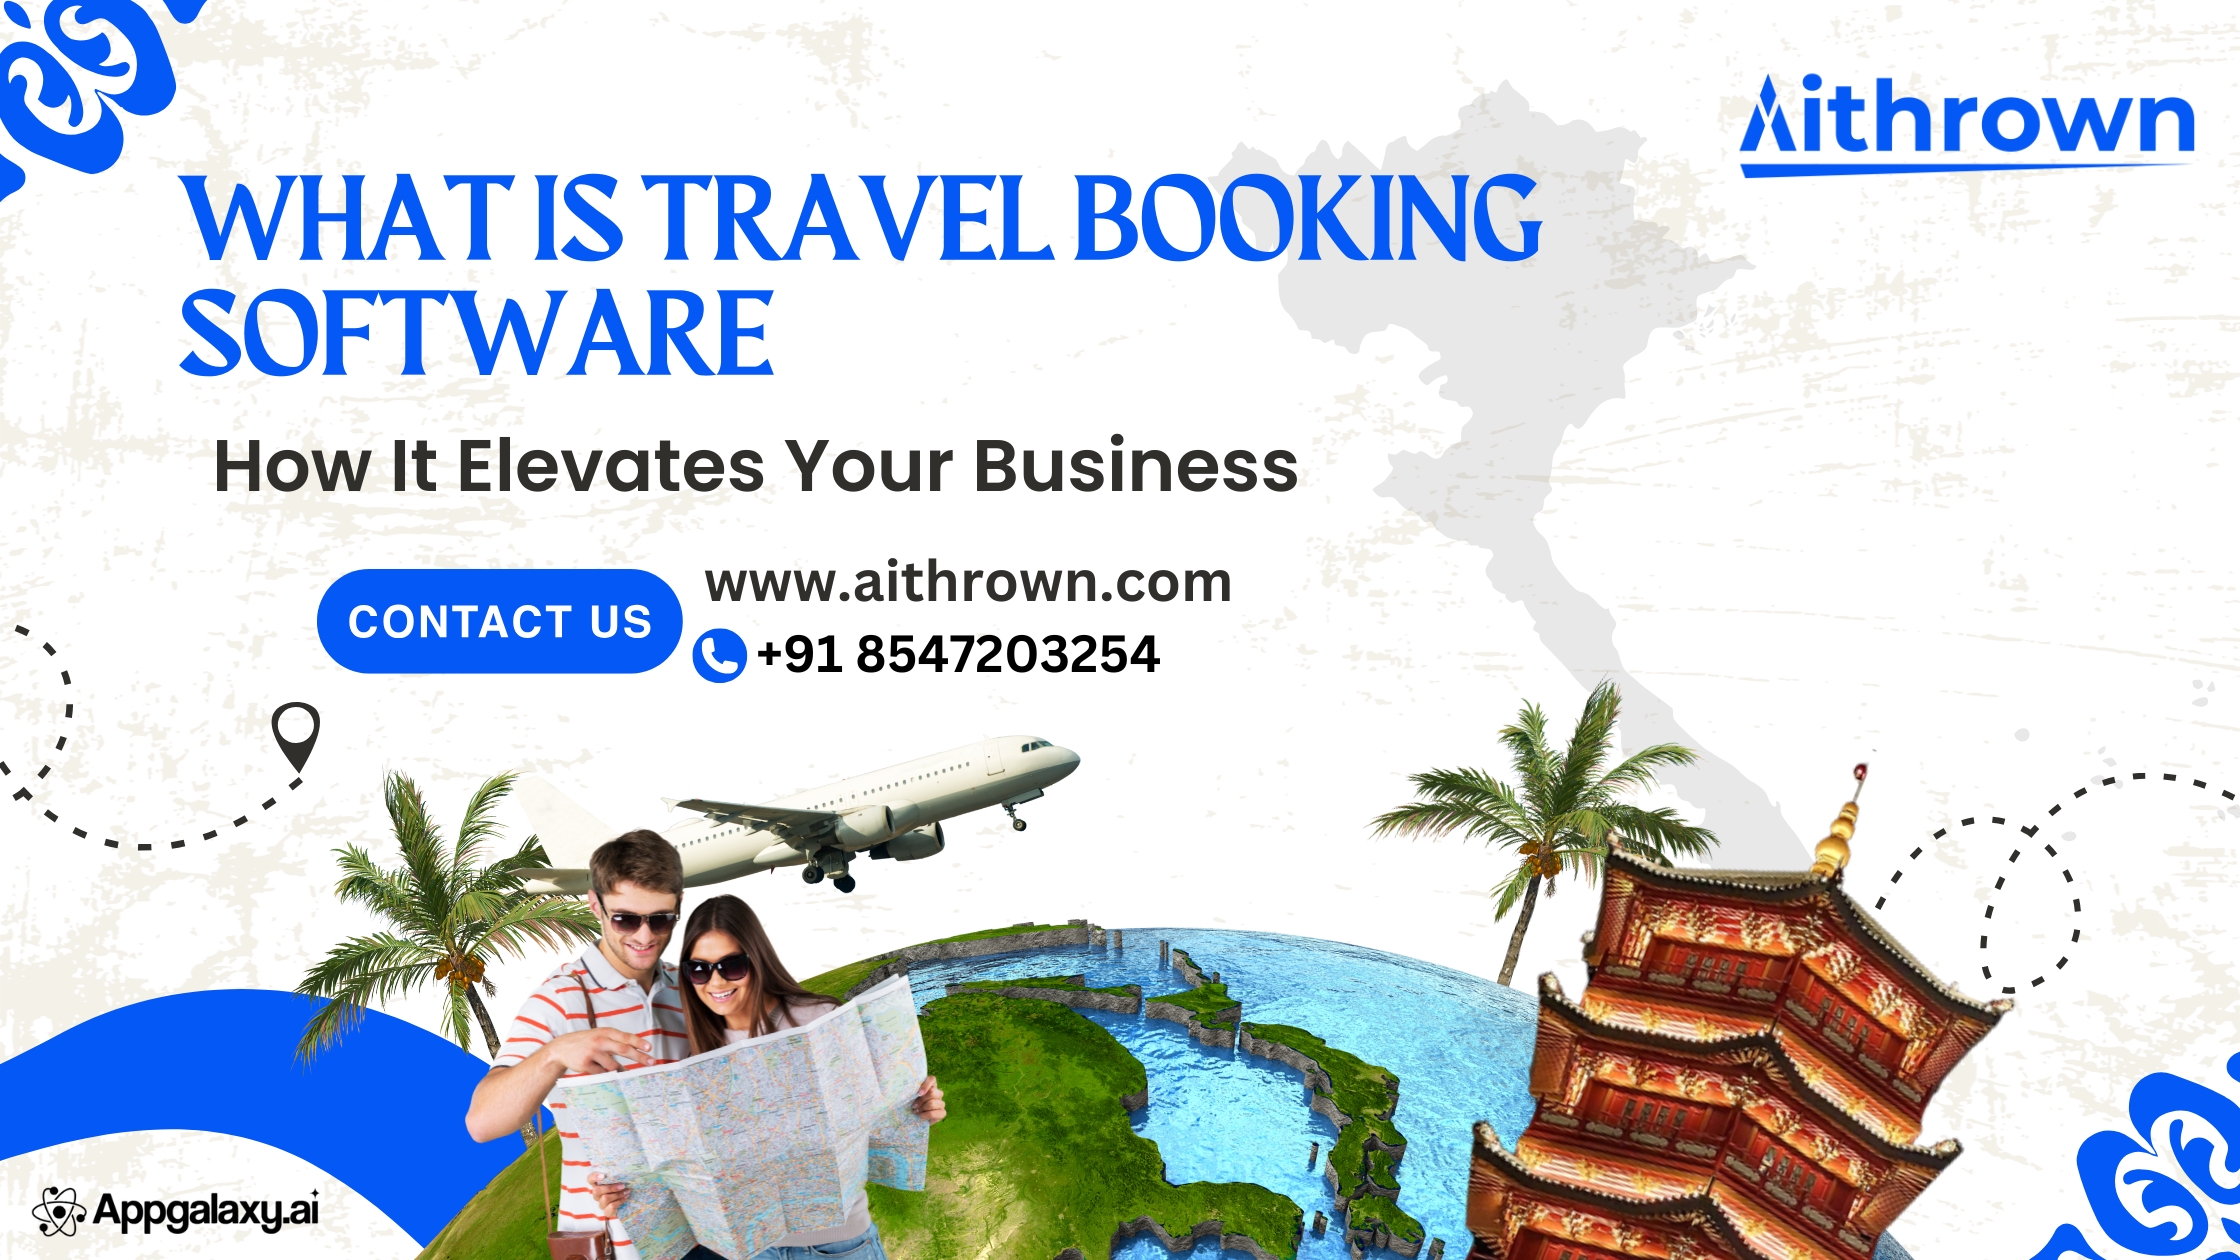 Aithrown
WHAT IS TRAVEL BOOKING
SOFTWARE
How It Elevates Your Business
CONTACT US
www.aithrown.com
+91 8547203254
Appgalaxy.ai